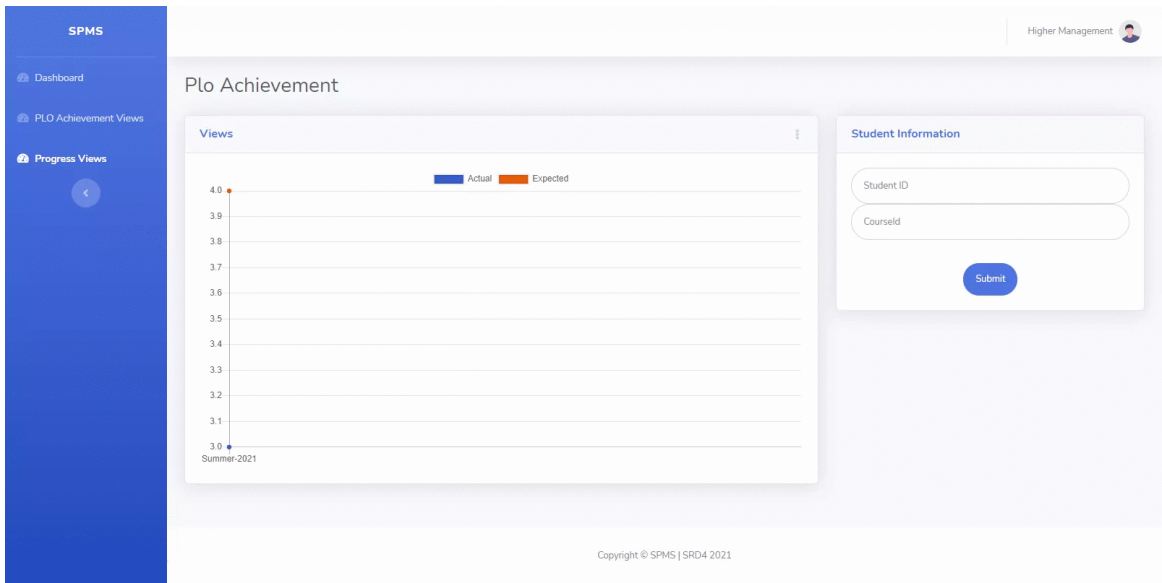 SPMS
Higher Management
Dashboard
PLO Achievement Views
Progress Views
Plo Achievement
Views
Actual Expected
4.0
3.9
3.8
3.7
3.6
3.5
3.4
3.3
3.2
3.1
3.0
Summer-2021
Student Information
Student ID
CourseId
Submit
Copyright © SPMS | SRD4 2021